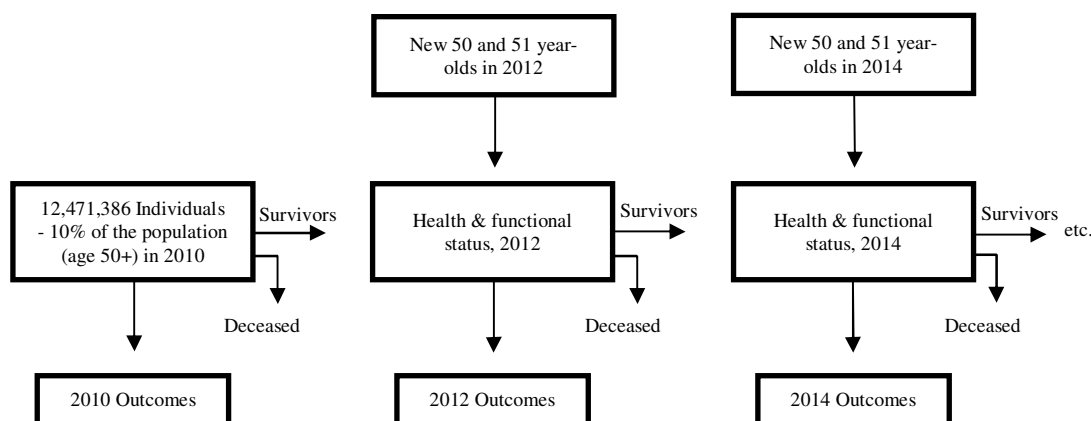 New 50 and 51 year-
olds in 2012
New 50 and 51 year-
olds in 2014
12,471,386 Individuals
- 10% of the population
(age 50+) in 2010
Survivors
Deceased
Health & functional
status, 2012
Survivors
Deceased
Health & functional
status, 2014
Survivors
etc.
Deceased
2010 Outcomes
2012 Outcomes
2014 Outcomes